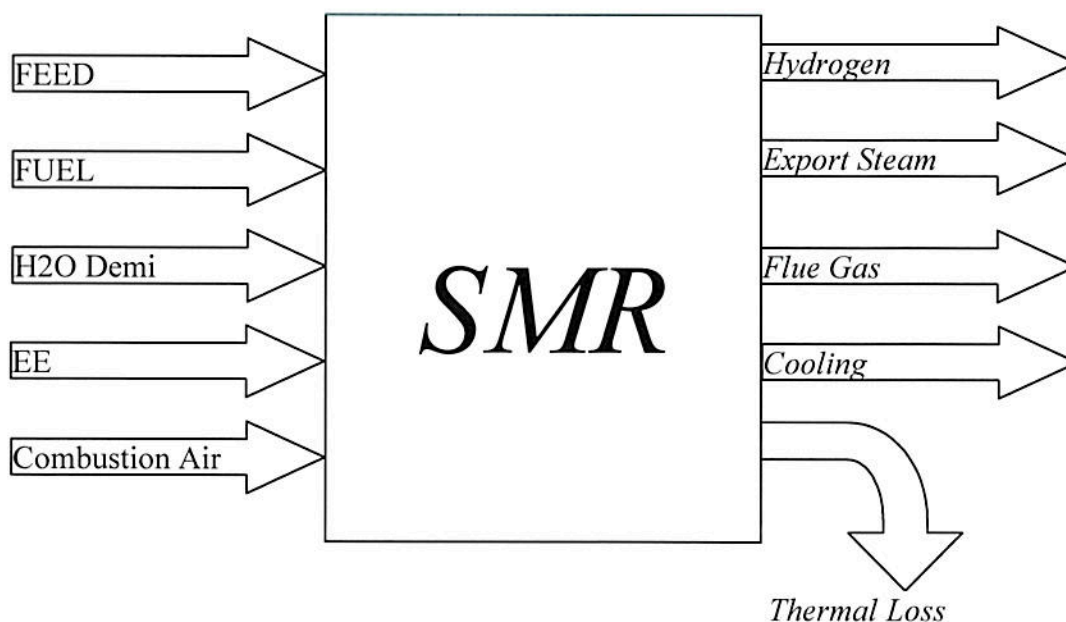 FEED
FUEL
H2O Demi
EE
Combustion Air
SMR
Hydrogen
Export Steam
Flue Gas
Cooling
Thermal Loss